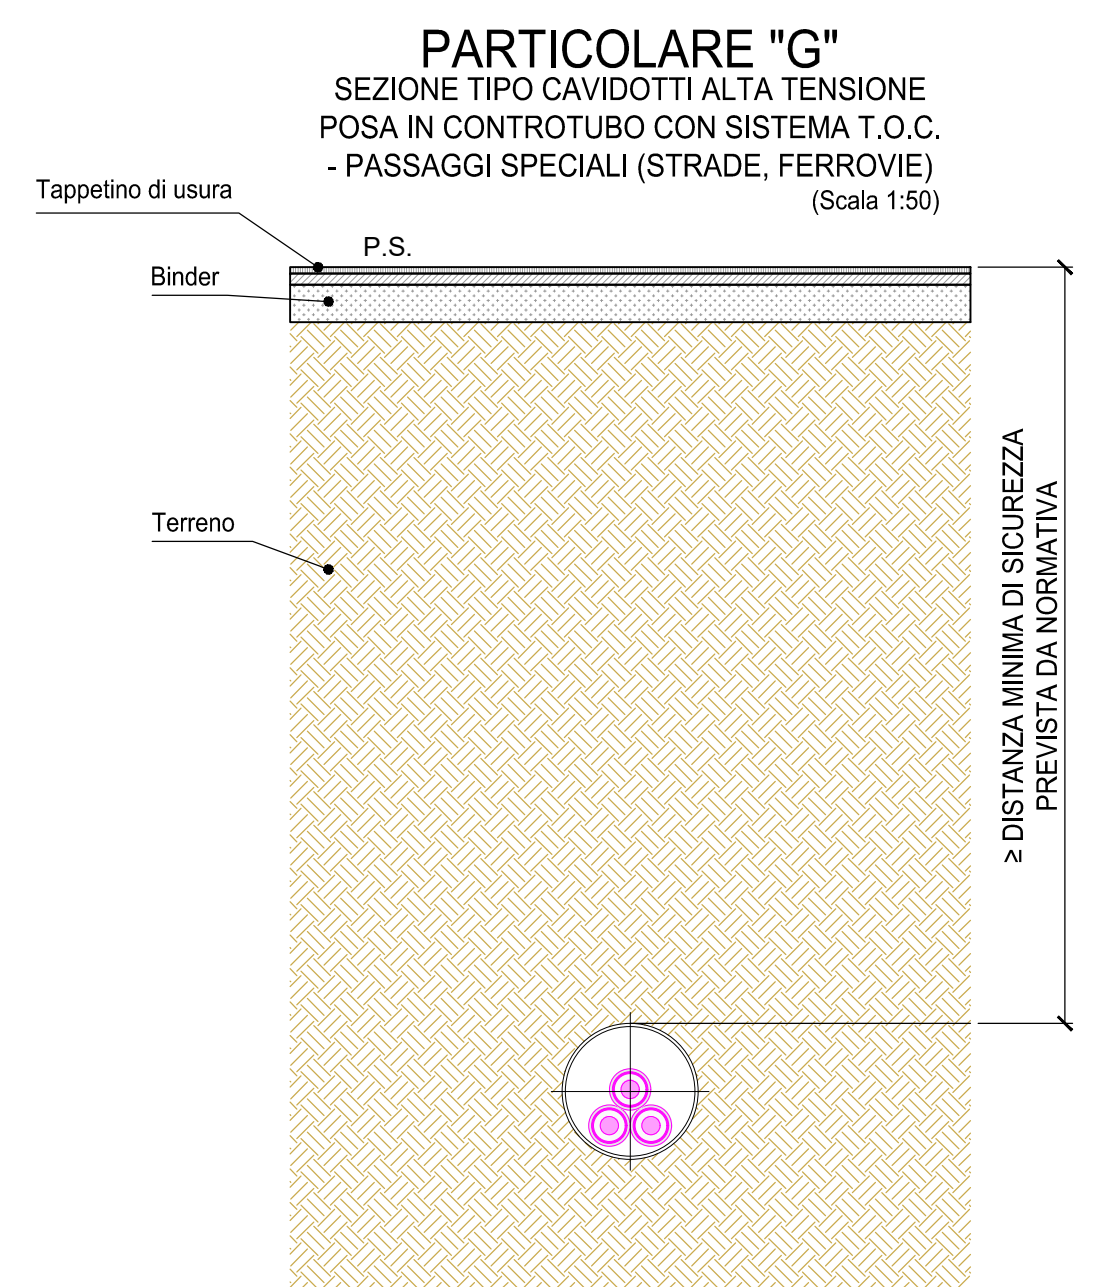 PARTICOLARE "G"
SEZIONE TIPO CAVIDOTTI ALTA TENSIONE
POSA IN CONTROTUBO CON SISTEMA T.O.C.
- PASSAGGI SPECIALI (STRADE, FERROVIE)
(Scala 1:50)
Tappetino di usura
P.S.
Binder
Terreno
≥ DISTANZA MINIMA DI SICUREZZA
PREVISTA DA NORMATIVA